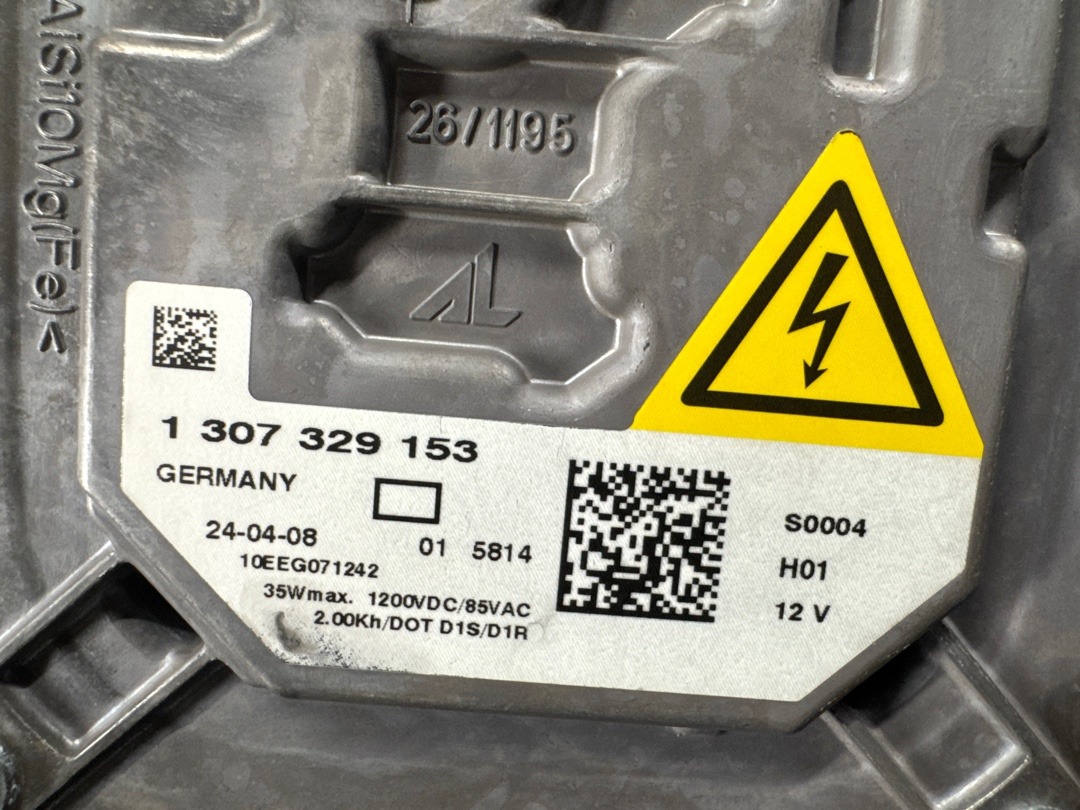 AlSi10Mg(Fe)<
26/1195
AL
1 307 329 153
GERMANY
24-04-08
01 5814
10EEG071242
35Wmax. 1200VDC/85VAC
2.00Kh/DOT D1S/D1R
S0004
H01
12 V